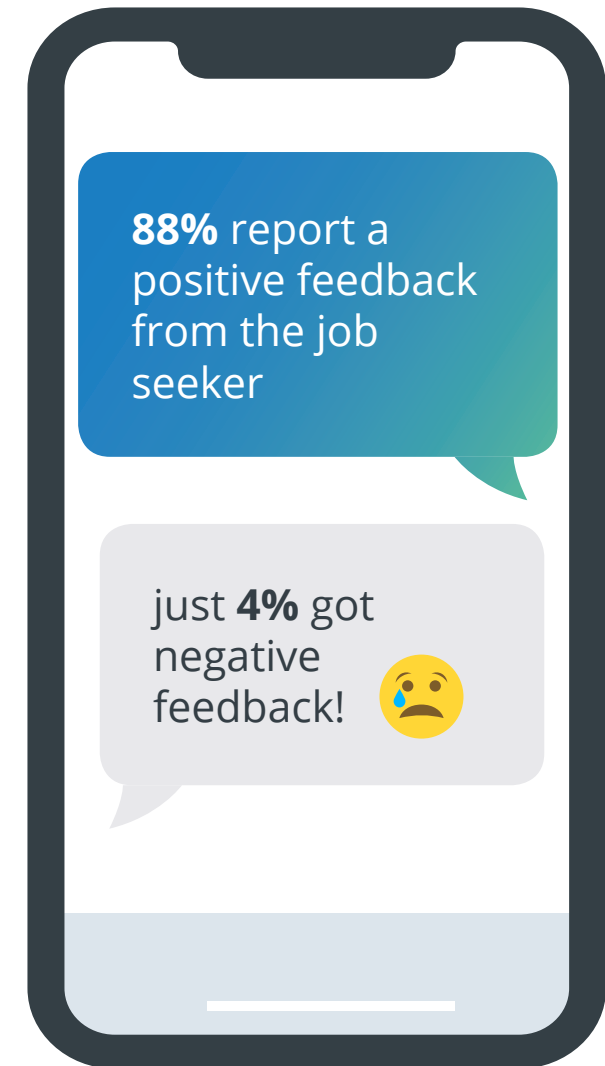 88% report a
positive feedback
from the job
seeker
just 4% got
negative
feedback!